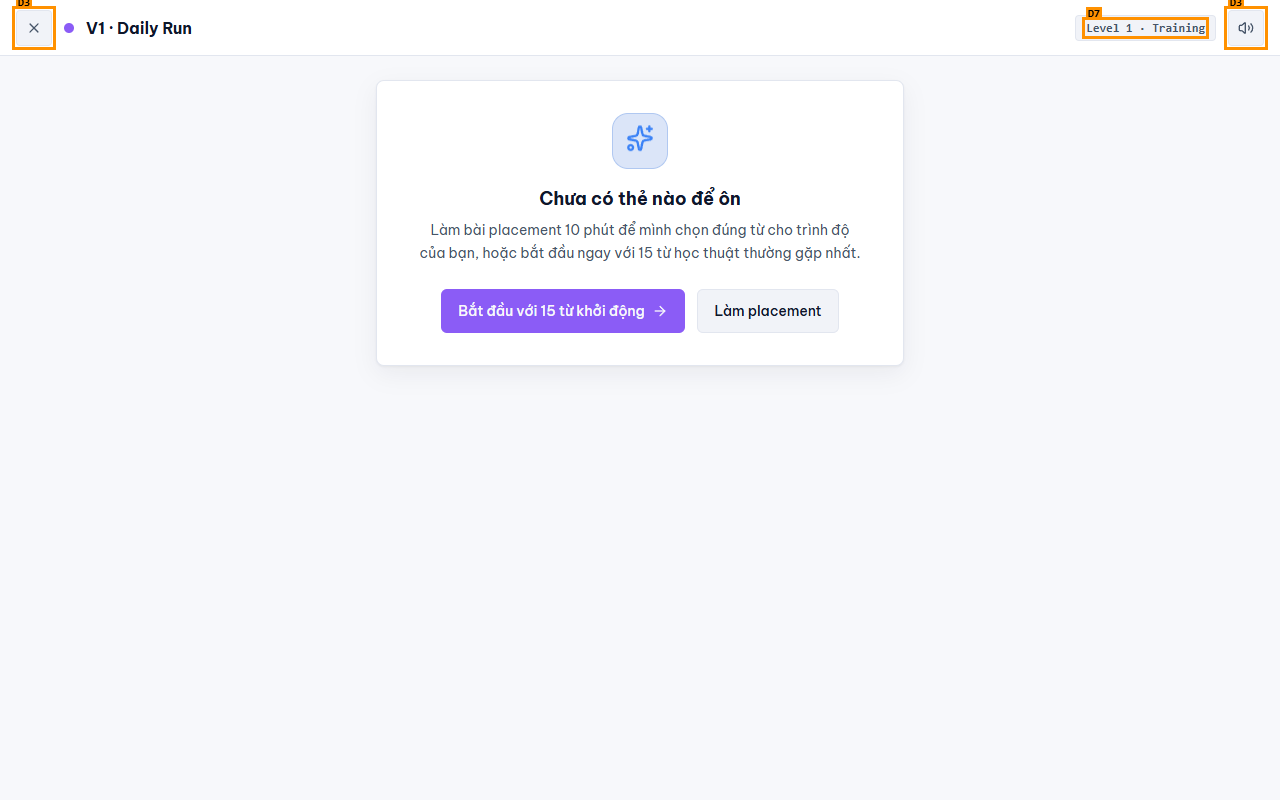 D3
V1 · Daily Run
D7
Level 1 · Training
D3
Chưa có thẻ nào để ôn
Làm bài placement 10 phút để mình chọn đúng từ cho trình độ
của bạn, hoặc bắt đầu ngay với 15 từ học thuật thường gặp nhất.
Bắt đầu với 15 từ khởi động
Làm placement